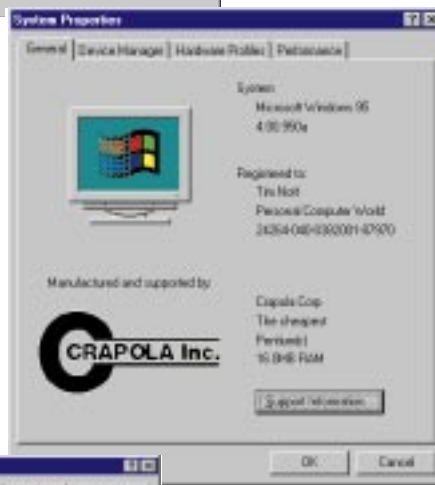 System Properties
General Device Manager Hardware Profiles Performance
System:
Microsoft Windows 95
4.00.950a
Registered to:
Tim Nott
Personal Computer World
Manufactured and supported by:
CRAPOLA Inc.
Crapola Corp
The cheapest
Pentium(r)
16.0MB RAM
Support Information...
OK Cancel